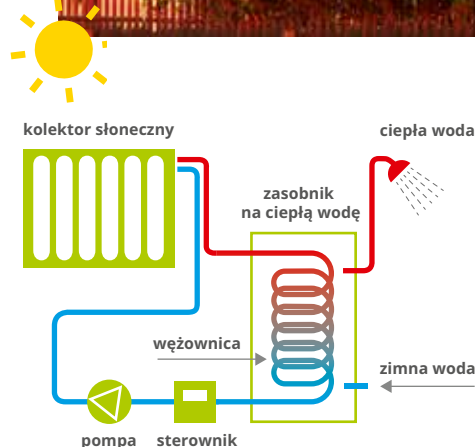 kolektor słoneczny
ciepła woda
zasobnik
na ciepłą wodę
wężownica
zimna woda
pompa
sterownik